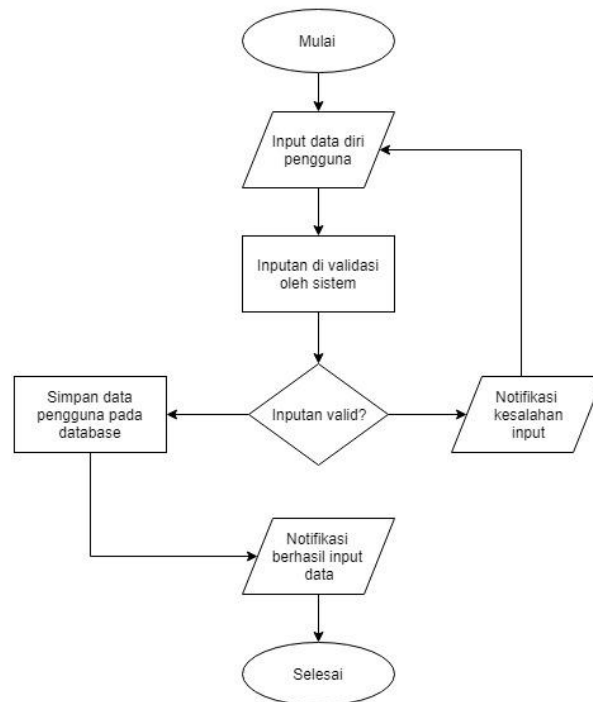 Mulai
Input data diri
pengguna
Inputan di validasi
oleh sistem
Inputan valid?
Simpan data
pengguna pada
database
Notifikasi
kesalahan
input
Notifikasi
berhasil input
data
Selesai